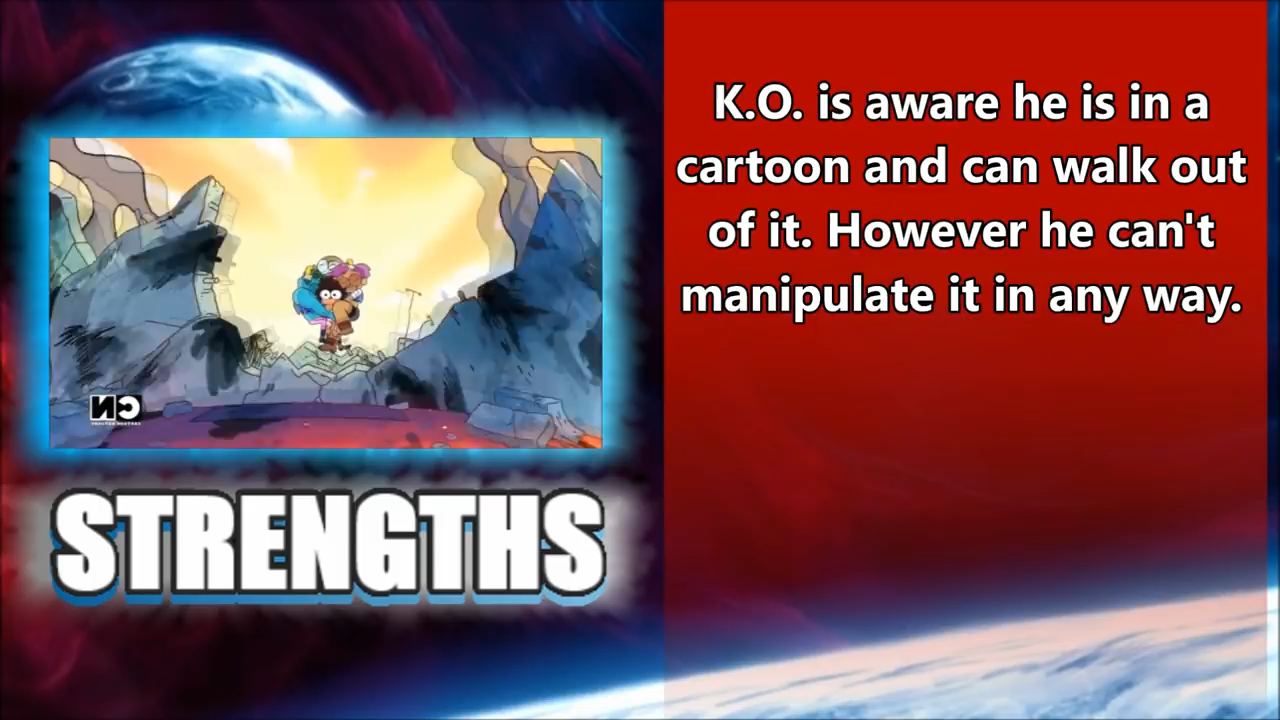 K.O. is aware he is in a
cartoon and can walk out
of it. However he can't
manipulate it in any way.
CN
STRENGTHS